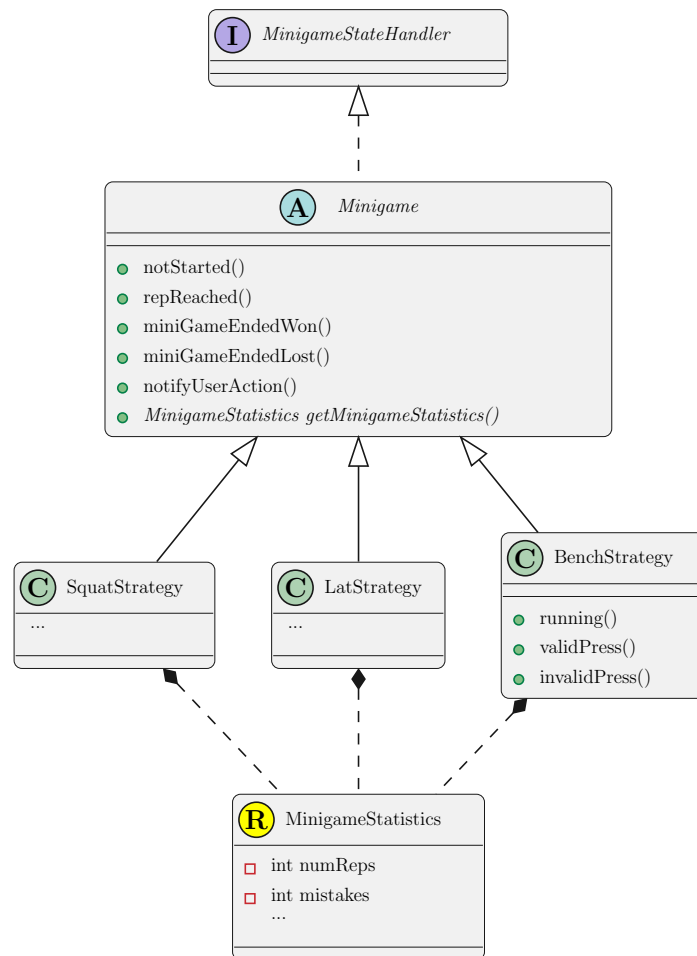 I MinigameStateHandler
A Minigame
notStarted()
repReached()
miniGameEndedWon()
miniGameEndedLost()
notifyUserAction()
MinigameStatistics getMinigameStatistics()
C SquatStrategy
...
C LatStrategy
...
C BenchStrategy
running()
validPress()
invalidPress()
R MinigameStatistics
int numReps
int mistakes
...